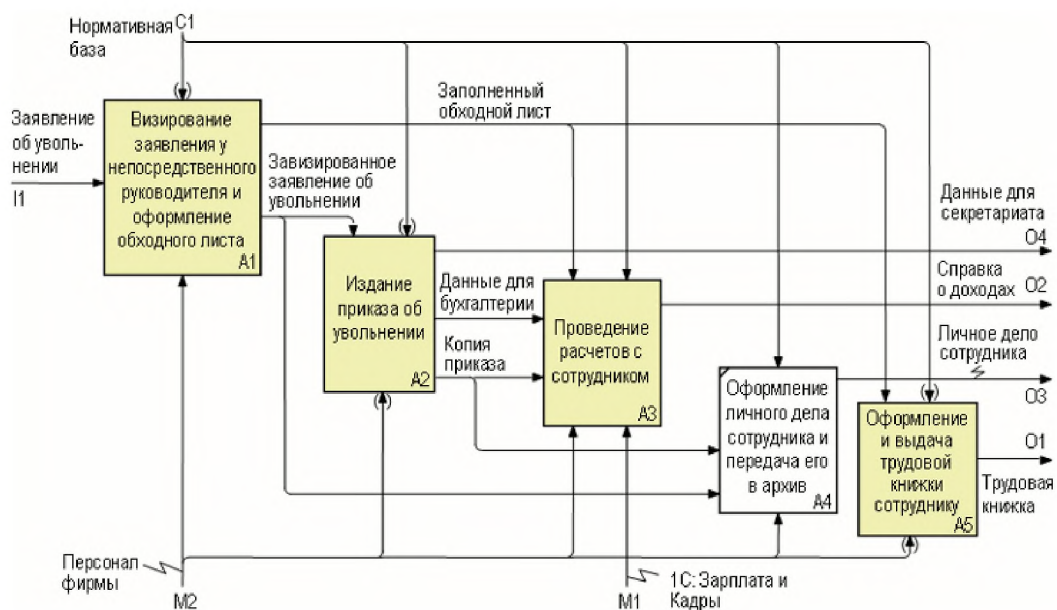 Нормативная
база
C1
Заявление
об уволь-
нении
I1
Визирование
заявления у
непосредственного
руководителя и
оформление
обходного листа
A1
Заполненный
обходной лист
Завизированное
заявление об
увольнении
Издание
приказа об
увольнении
A2
Данные для
бухгалтерии
Копия
приказа
Проведение
расчетов с
сотрудником
A3
Оформление
личного дела
сотрудника и
передача его
в архив
A4
Оформление
и выдача
трудовой
книжки
сотруднику
A5
Данные для
секретариата
O4
Справка
о доходах
O2
Личное дело
сотрудника
O3
O1
Трудовая
книжка
Персонал
фирмы
M2
M1
1С: Зарплата и
Кадры